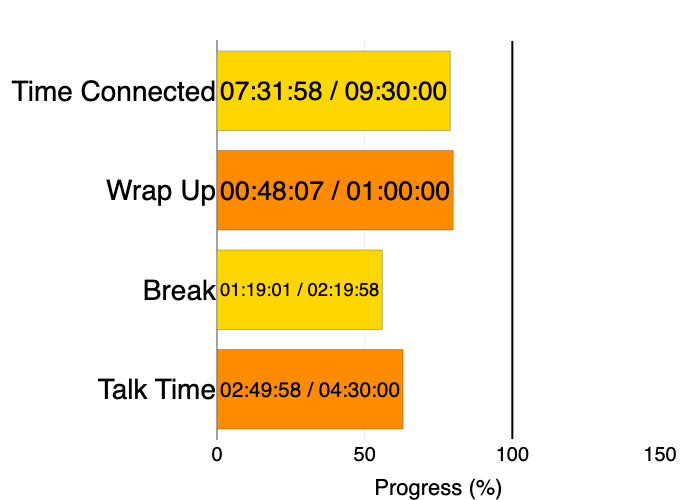 Time Connected 07:31:58 / 09:30:00
Wrap Up 00:48:07 / 01:00:00
Break 01:19:01 / 02:19:58
Talk Time 02:49:58 / 04:30:00
0 50 100 150
Progress (%)